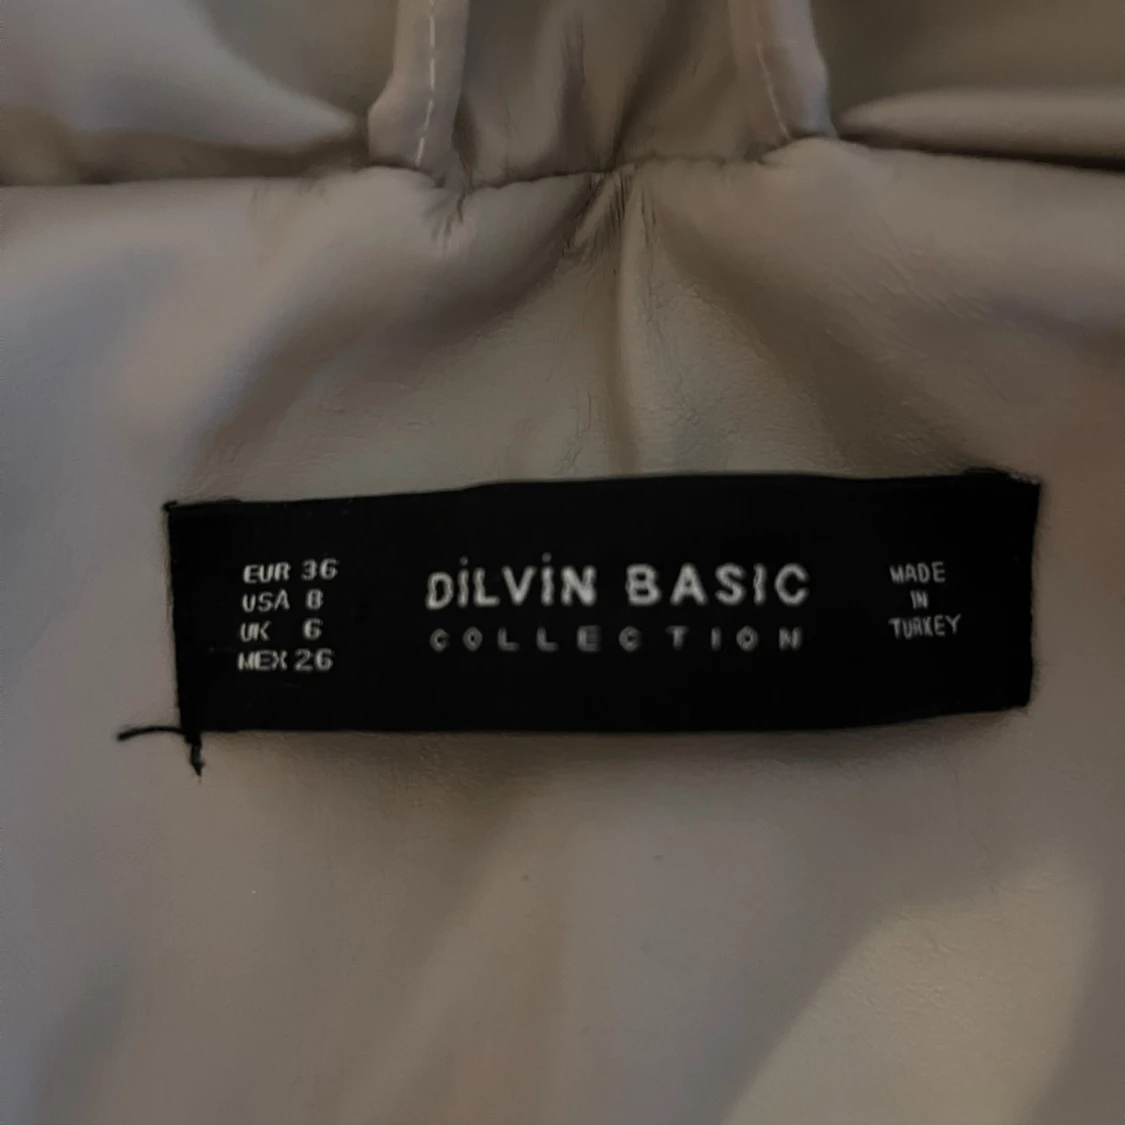 EUR 36
USA 8
UK 6
MEX 26
DİLVİN BASIC
COLLECTION
MADE
IN
TURKEY